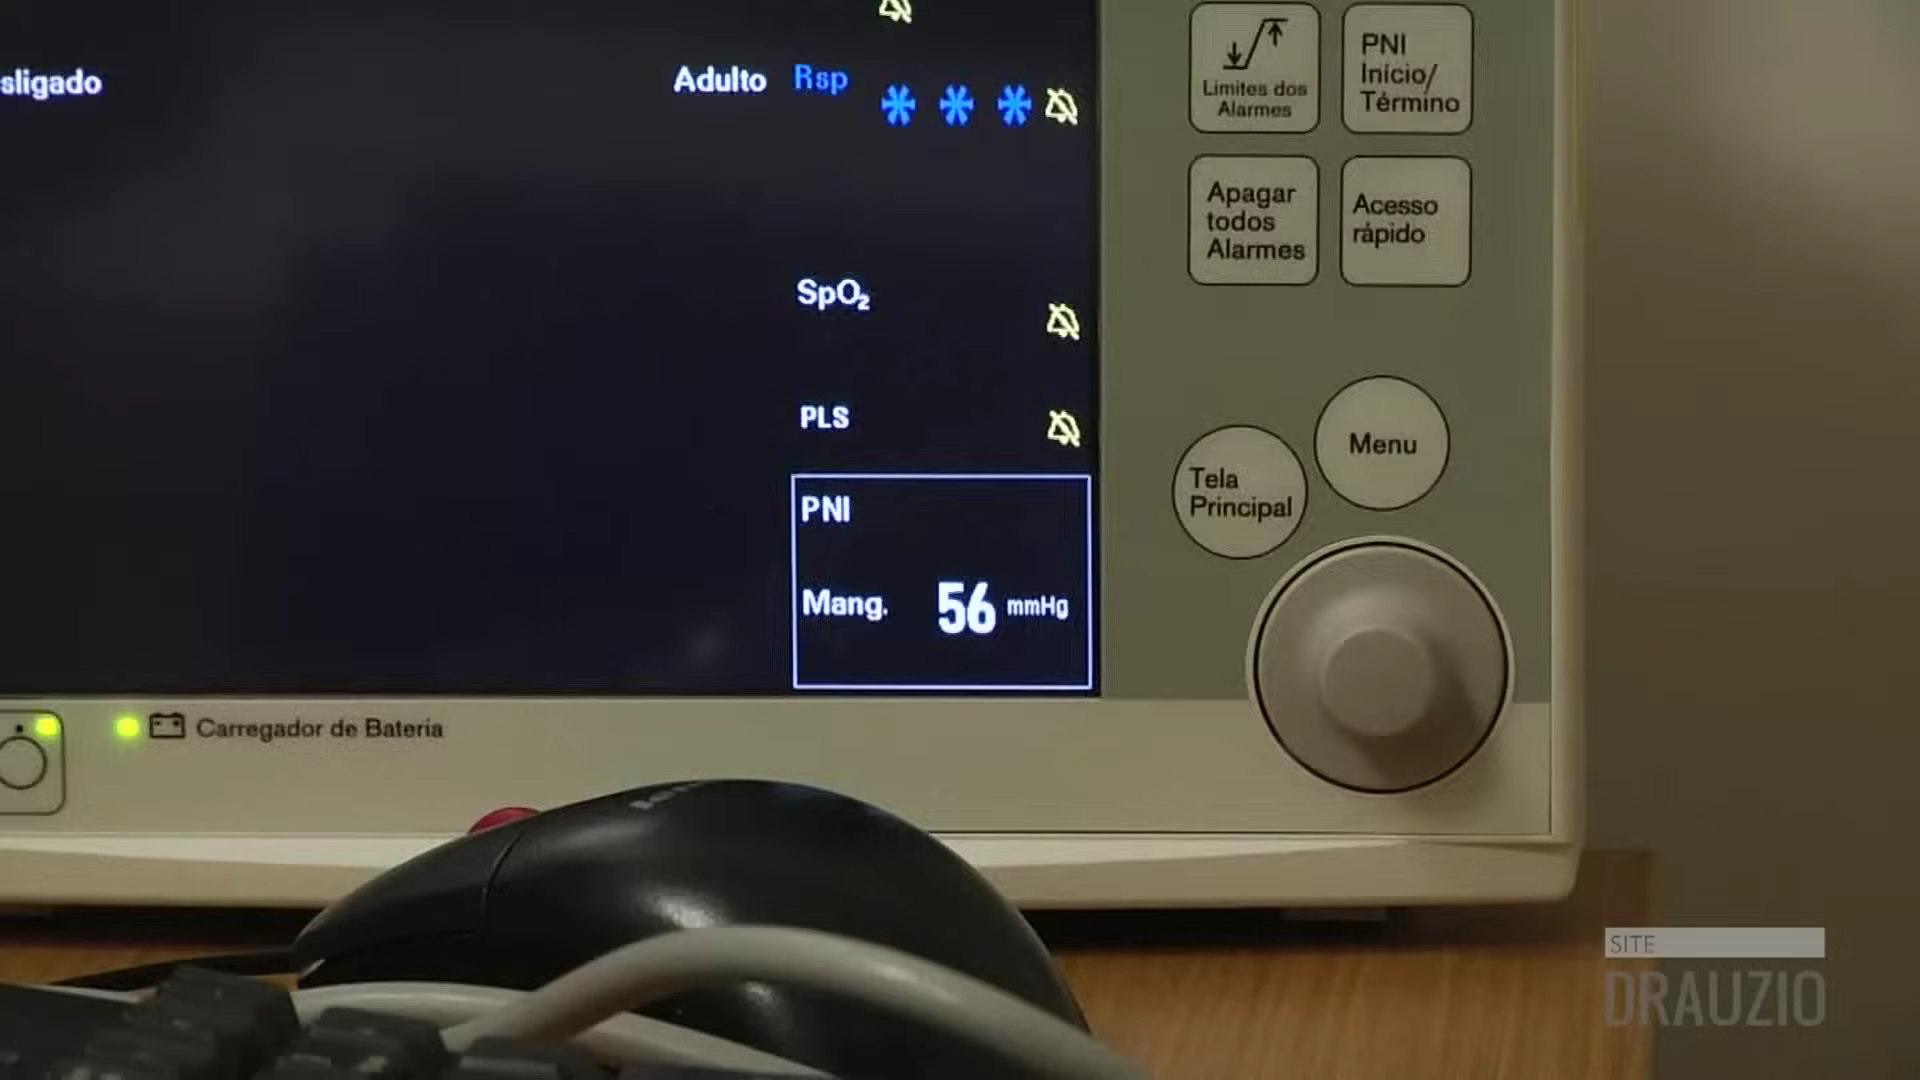 Adulto
Rsp
* * *
SpO₂
PLS
PNI
Mang. 56 mmHg
Limites dos
Alarmes
PNI
Início/
Término
Apagar
todos
Alarmes
Acesso
rápido
Menu
Tela
Principal
Carregador de Bateria
SITE
DRAUZIO